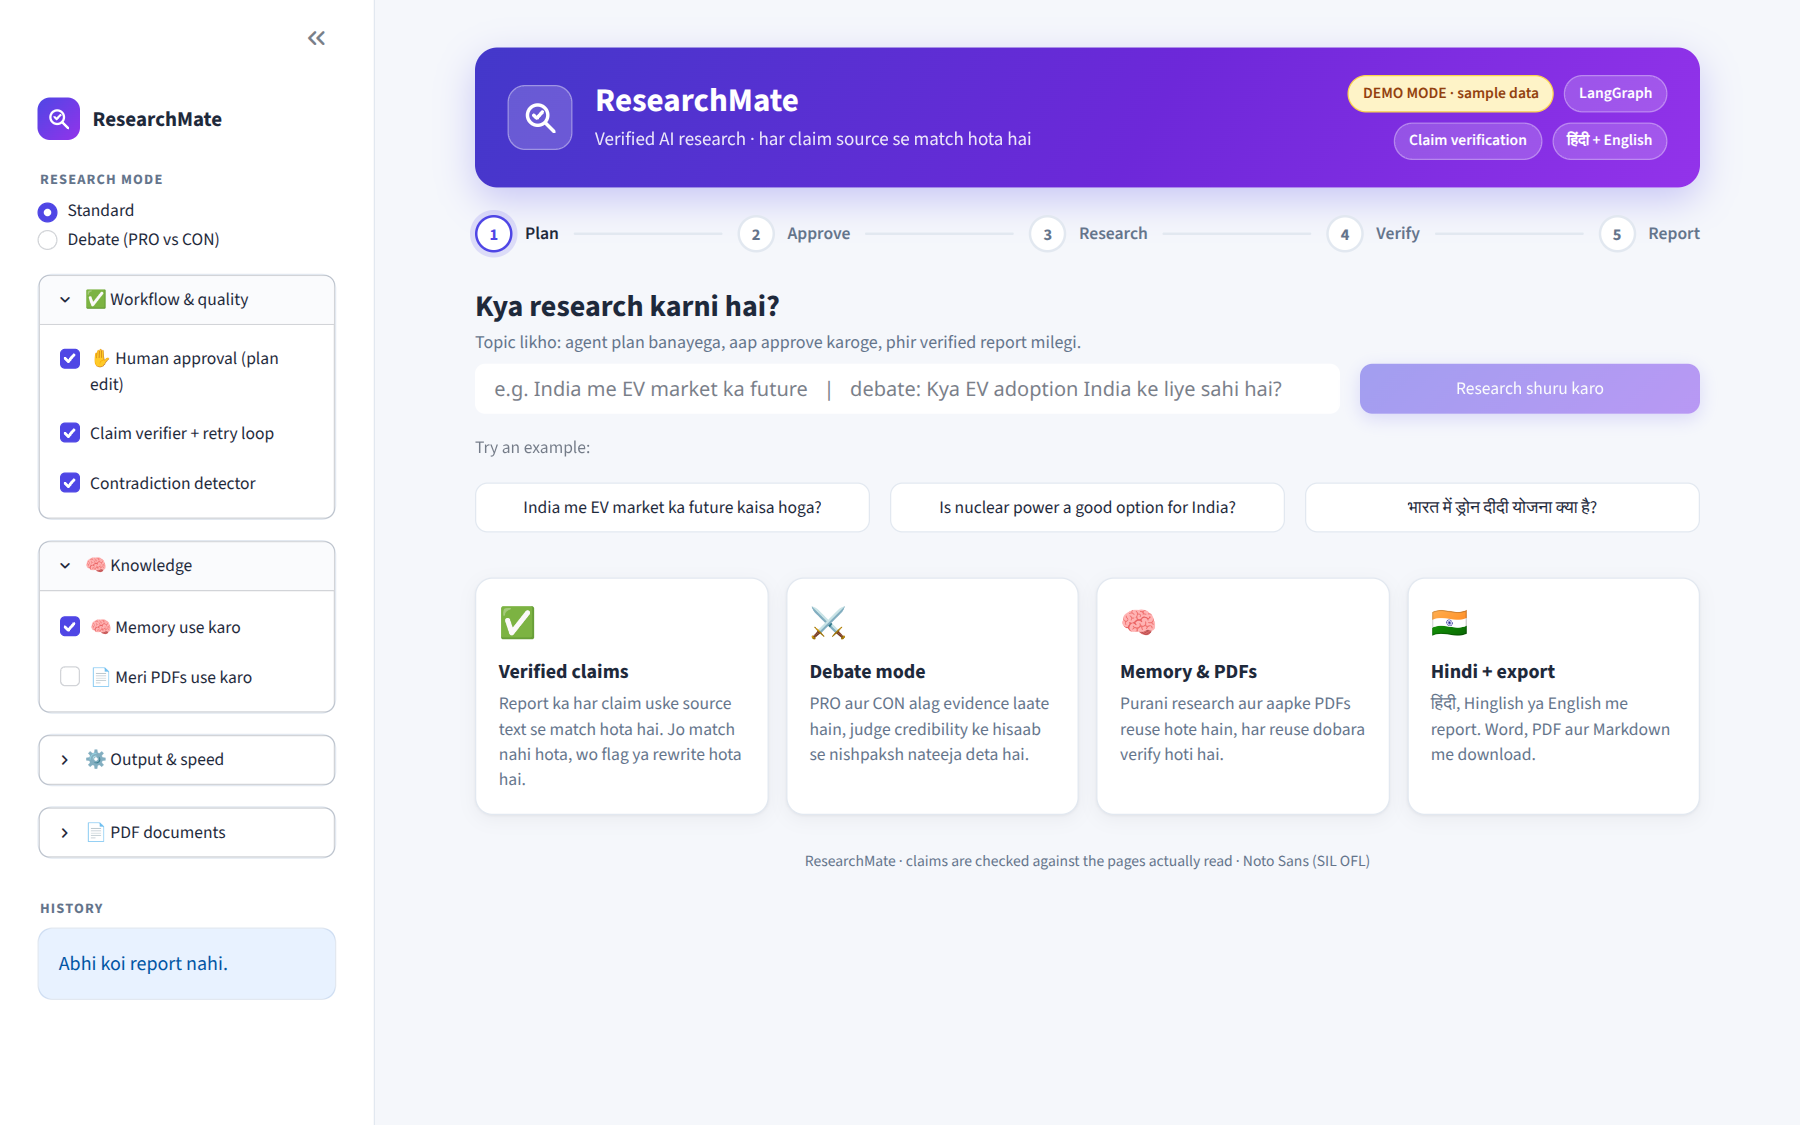 ResearchMate
RESEARCH MODE
Standard
Debate (PRO vs CON)
✅ Workflow & quality
✋ Human approval (plan
edit)
Claim verifier + retry loop
Contradiction detector
🧠 Knowledge
🧠 Memory use karo
📄 Meri PDFs use karo
⚙️ Output & speed
📄 PDF documents
HISTORY
Abhi koi report nahi.
ResearchMate
Verified AI research · har claim source se match hota hai
DEMO MODE · sample data
LangGraph
Claim verification
हिंदी + English
1 Plan
2 Approve
3 Research
4 Verify
5 Report
Kya research karni hai?
Topic likho: agent plan banayega, aap approve karoge, phir verified report milegi.
e.g. India me EV market ka future | debate: Kya EV adoption India ke liye sahi hai?
Research shuru karo
Try an example:
India me EV market ka future kaisa hoga?
Is nuclear power a good option for India?
भारत में ड्रोन दीदी योजना क्या है?
Verified claims
Report ka har claim uske source
text se match hota hai. Jo match
nahi hota, wo flag ya rewrite hota
hai.
Debate mode
PRO aur CON alag evidence laate
hain, judge credibility ke hisaab
se nishpaksh nateeja deta hai.
Memory & PDFs
Purani research aur aapke PDFs
reuse hote hain, har reuse dobara
verify hoti hai.
Hindi + export
हिंदी, Hinglish ya English me
report. Word, PDF aur Markdown
me download.
ResearchMate · claims are checked against the pages actually read · Noto Sans (SIL OFL)